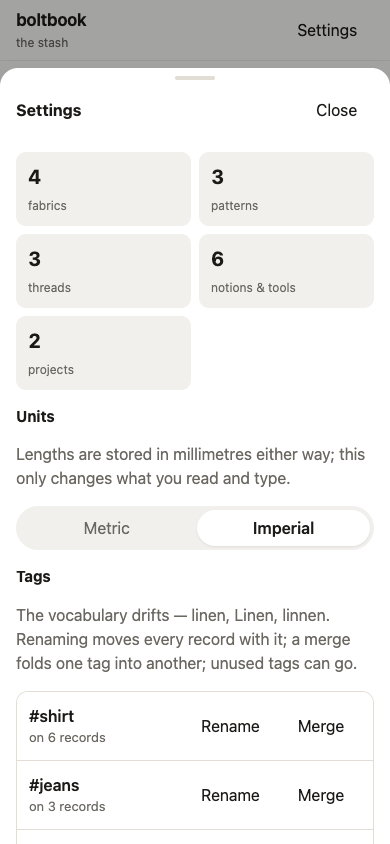 boltbook
the stash
Settings
Settings
Close
4
fabrics
3
patterns
3
threads
6
notions & tools
2
projects
Units
Lengths are stored in millimetres either way; this
only changes what you read and type.
Metric
Imperial
Tags
The vocabulary drifts — linen, Linen, linnen.
Renaming moves every record with it; a merge
folds one tag into another; unused tags can go.
#shirt
on 6 records
Rename
Merge
#jeans
on 3 records
Rename
Merge